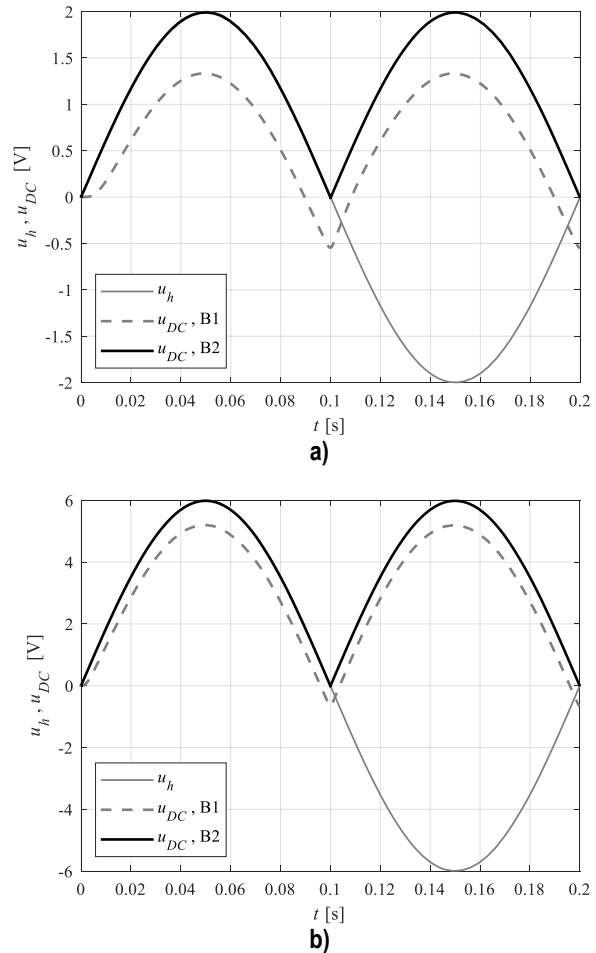 2
1.5
1
0.5
0
-0.5
-1
-1.5
-2
u_h , u_DC [V]
u_h
u_DC , B1
u_DC , B2
0 0.02 0.04 0.06 0.08 0.1 0.12 0.14 0.16 0.18 0.2
t [s]
a)
6
4
2
0
-2
-4
-6
u_h , u_DC [V]
u_h
u_DC , B1
u_DC , B2
0 0.02 0.04 0.06 0.08 0.1 0.12 0.14 0.16 0.18 0.2
t [s]
b)